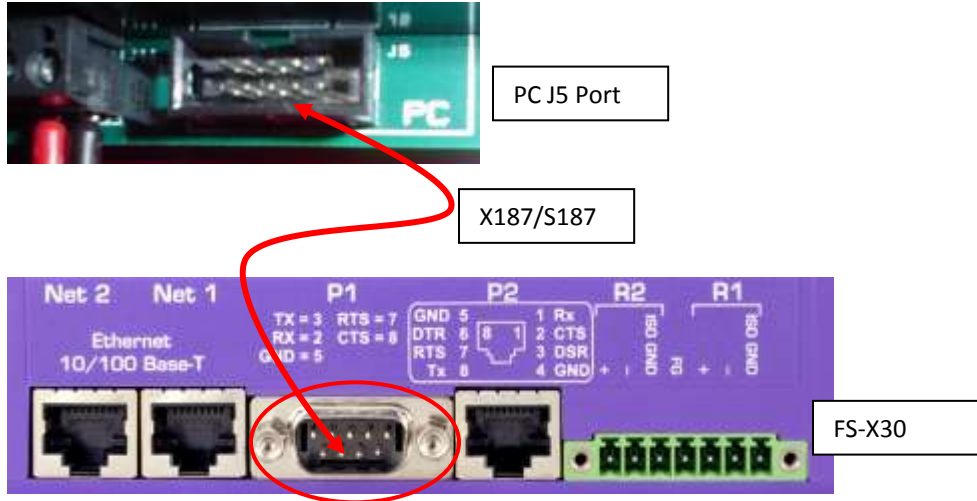 J5
PC
PC J5 Port
X187/S187
Net 2 Net 1 P1 P2 R2 R1
Ethernet
10/100 Base-T
TX = 3 RTS = 7
RX = 2 CTS = 8
GND = 5
GND 5 1 Rx
DTR 6 8 1 2 CTS
RTS 7 3 DSR
Tx 8 4 GND
+ - ISO GND FG + - ISO GND
FS-X30